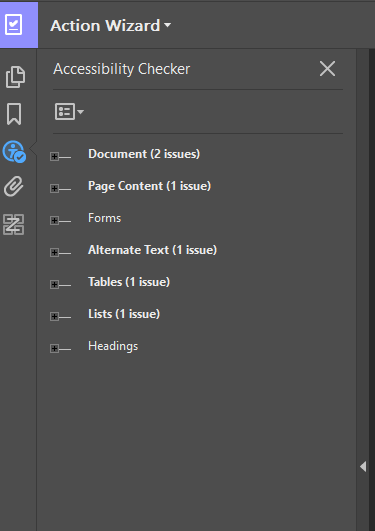 Action Wizard
Accessibility Checker
Document (2 issues)
Page Content (1 issue)
Forms
Alternate Text (1 issue)
Tables (1 issue)
Lists (1 issue)
Headings